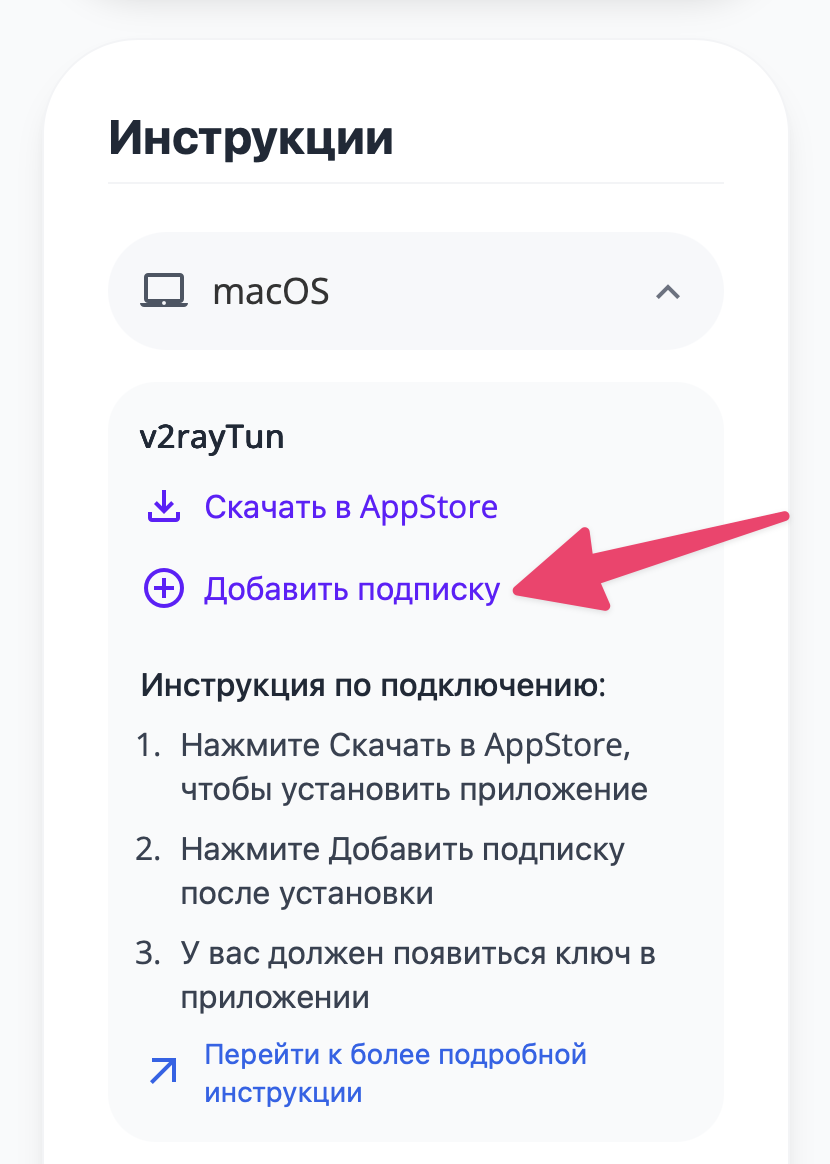 Инструкции
macOS
v2rayTun
Скачать в AppStore
Добавить подписку
Инструкция по подключению:
1. Нажмите Скачать в AppStore,
чтобы установить приложение
2. Нажмите Добавить подписку
после установки
3. У вас должен появиться ключ в
приложении
Перейти к более подробной
инструкции